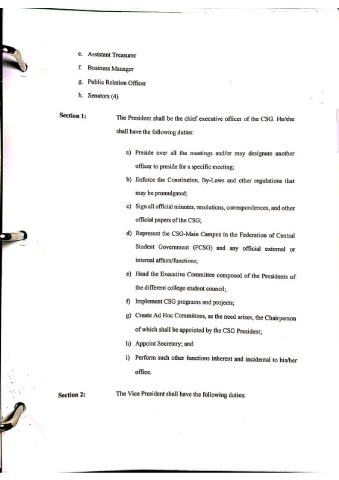 e. Assistant Treasurer
f. Business Manager
g. Public Relation Officer
h. Senators (4)
Section 1: The President shall be the chief executive officer of the CSG. He/she
shall have the following duties:
a) Preside over all the meetings and/or may designate another
officer to preside for a specific meeting;
b) Enforce the Constitution, By-Laws and other regulations that
may be promulgated;
c) Sign all official minutes, resolutions, correspondences, and other
official papers of the CSG;
d) Represent the CSG-Main Campus in the Federation of Central
Student Government (FCSG) and any official external or
internal affairs/functions;
e) Head the Executive Committee composed of the Presidents of
the different college student council;
f) Implement CSG programs and projects;
g) Create Ad Hoc Committees, as the need arises, the Chairperson
of which shall be appointed by the CSG President;
h) Appoint Secretary; and
i) Perform such other functions inherent and incidental to his/her
office.
Section 2: The Vice President shall have the following duties: